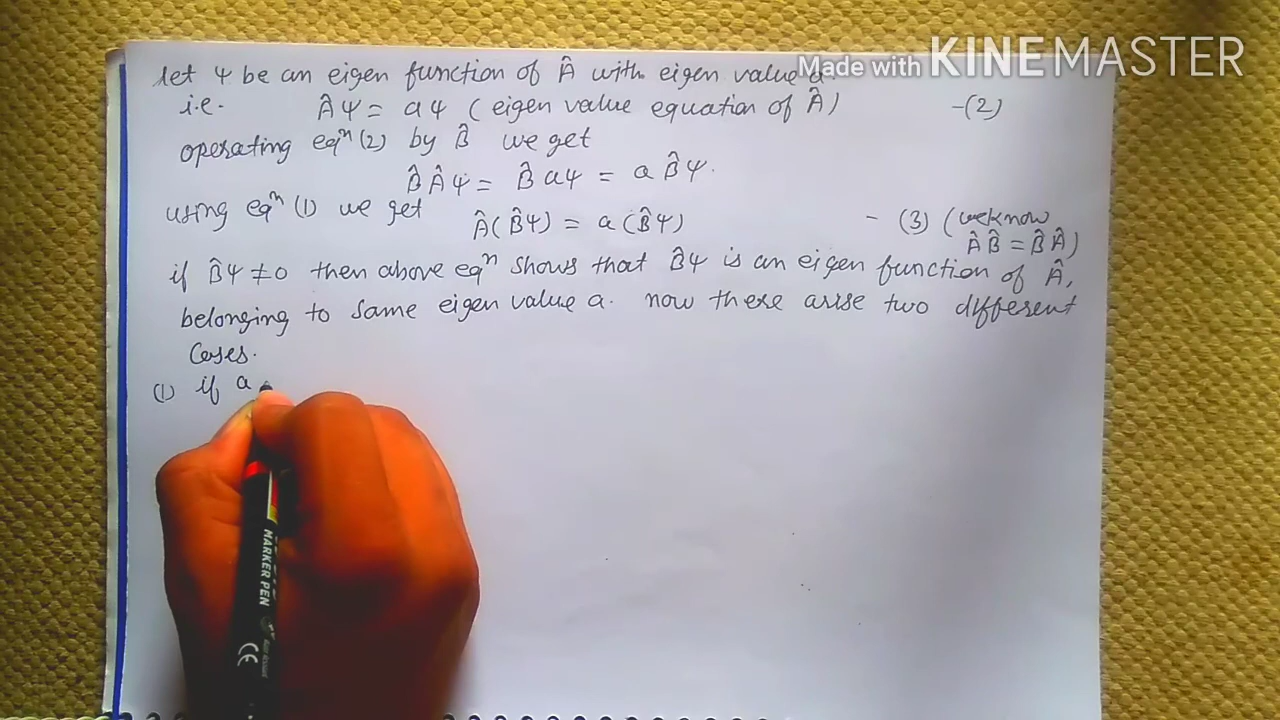 let ψ be an eigen function of Â with eigen value a
Made with KINEMASTER
i.e. Âψ = aψ (eigen value equation of Â) -(2)
operating eqⁿ (2) by B̂ we get
B̂Âψ = B̂aψ = aB̂ψ.
using eqⁿ (1) we get
Â(B̂ψ) = a(B̂ψ) - (3) (we know
ÂB̂ = B̂Â)
if B̂ψ ≠ 0 then above eqⁿ shows that B̂ψ is an eigen function of Â,
belonging to same eigen value a. now there arise two different
Cases.
(1) if a
MARKER PEN
CE